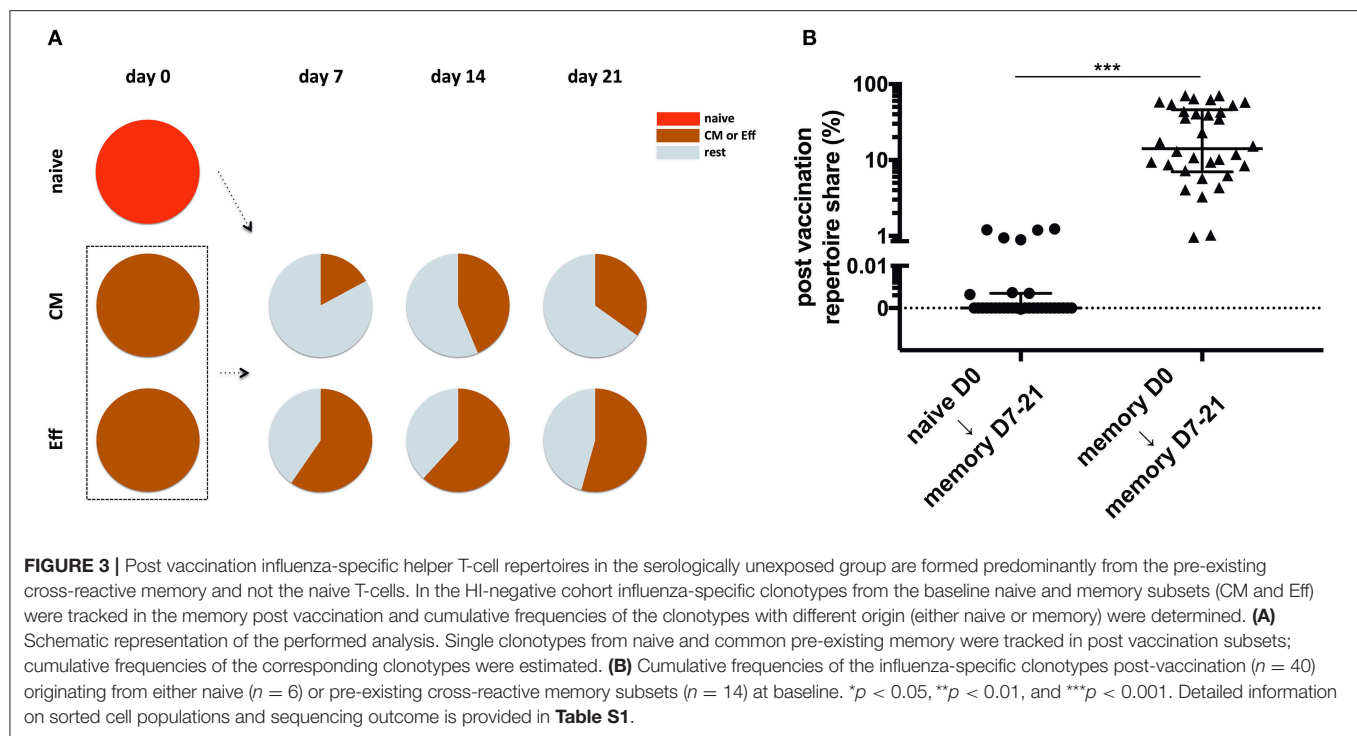 A
day 0
day 7
day 14
day 21
naive
CM or Eff
rest
naive
CM
Eff
B
***
100
10
1
0.01
0
post vaccination
repertoire share (%)
naive D0
↓
memory D7-21
memory D0
↓
memory D7-21
FIGURE 3 | Post vaccination influenza-specific helper T-cell repertoires in the serologically unexposed group are formed predominantly from the pre-existing
cross-reactive memory and not the naive T-cells. In the HI-negative cohort influenza-specific clonotypes from the baseline naive and memory subsets (CM and Eff)
were tracked in the memory post vaccination and cumulative frequencies of the clonotypes with different origin (either naive or memory) were determined. (A)
Schematic representation of the performed analysis. Single clonotypes from naive and common pre-existing memory were tracked in post vaccination subsets;
cumulative frequencies of the corresponding clonotypes were estimated. (B) Cumulative frequencies of the influenza-specific clonotypes post-vaccination (n = 40)
originating from either naive (n = 6) or pre-existing cross-reactive memory subsets (n = 14) at baseline. *p < 0.05, **p < 0.01, and ***p < 0.001. Detailed information
on sorted cell populations and sequencing outcome is provided in Table S1.